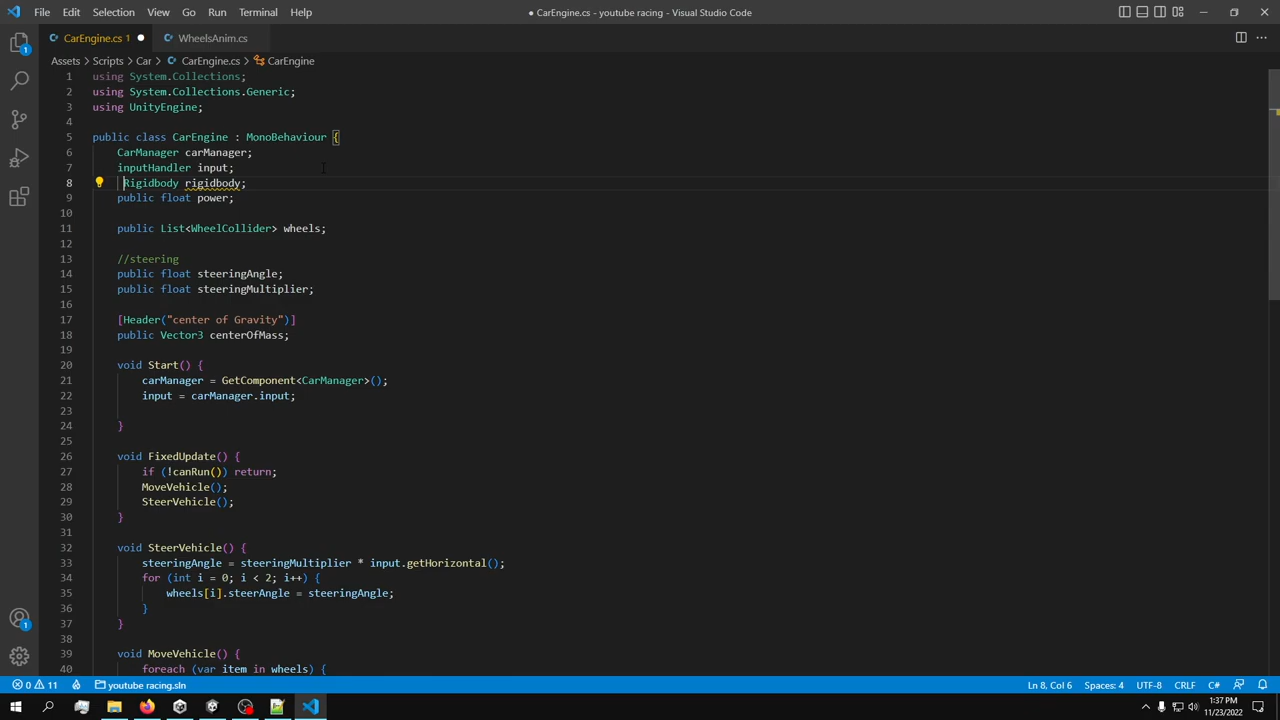 File Edit Selection View Go Run Terminal Help
● CarEngine.cs - youtube racing - Visual Studio Code
CarEngine.cs 1 WheelsAnim.cs
Assets > Scripts > Car > CarEngine.cs > CarEngine
1 using System.Collections;
2 using System.Collections.Generic;
3 using UnityEngine;
4
5 public class CarEngine : MonoBehaviour {
6 CarManager carManager;
7 inputHandler input;
8 Rigidbody rigidbody;
9 public float power;
10
11 public List<WheelCollider> wheels;
12
13 //steering
14 public float steeringAngle;
15 public float steeringMultiplier;
16
17 [Header("center of Gravity")]
18 public Vector3 centerOfMass;
19
20 void Start() {
21 carManager = GetComponent<CarManager>();
22 input = carManager.input;
23
24 }
25
26 void FixedUpdate() {
27 if (!canRun()) return;
28 MoveVehicle();
29 SteerVehicle();
30 }
31
32 void SteerVehicle() {
33 steeringAngle = steeringMultiplier * input.getHorizontal();
34 for (int i = 0; i < 2; i++) {
35 wheels[i].steerAngle = steeringAngle;
36 }
37 }
38
39 void MoveVehicle() {
40 foreach (var item in wheels) {
1
1
0 11 youtube racing.sln Ln 8, Col 6 Spaces: 4 UTF-8 CRLF C#
1:37 PM
11/23/2022